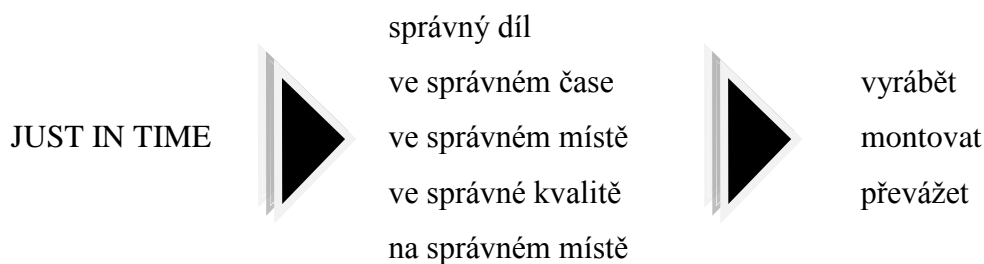 JUST IN TIME
správný díl
ve správném čase
ve správném místě
ve správné kvalitě
na správném místě
vyrábět
montovat
převážet